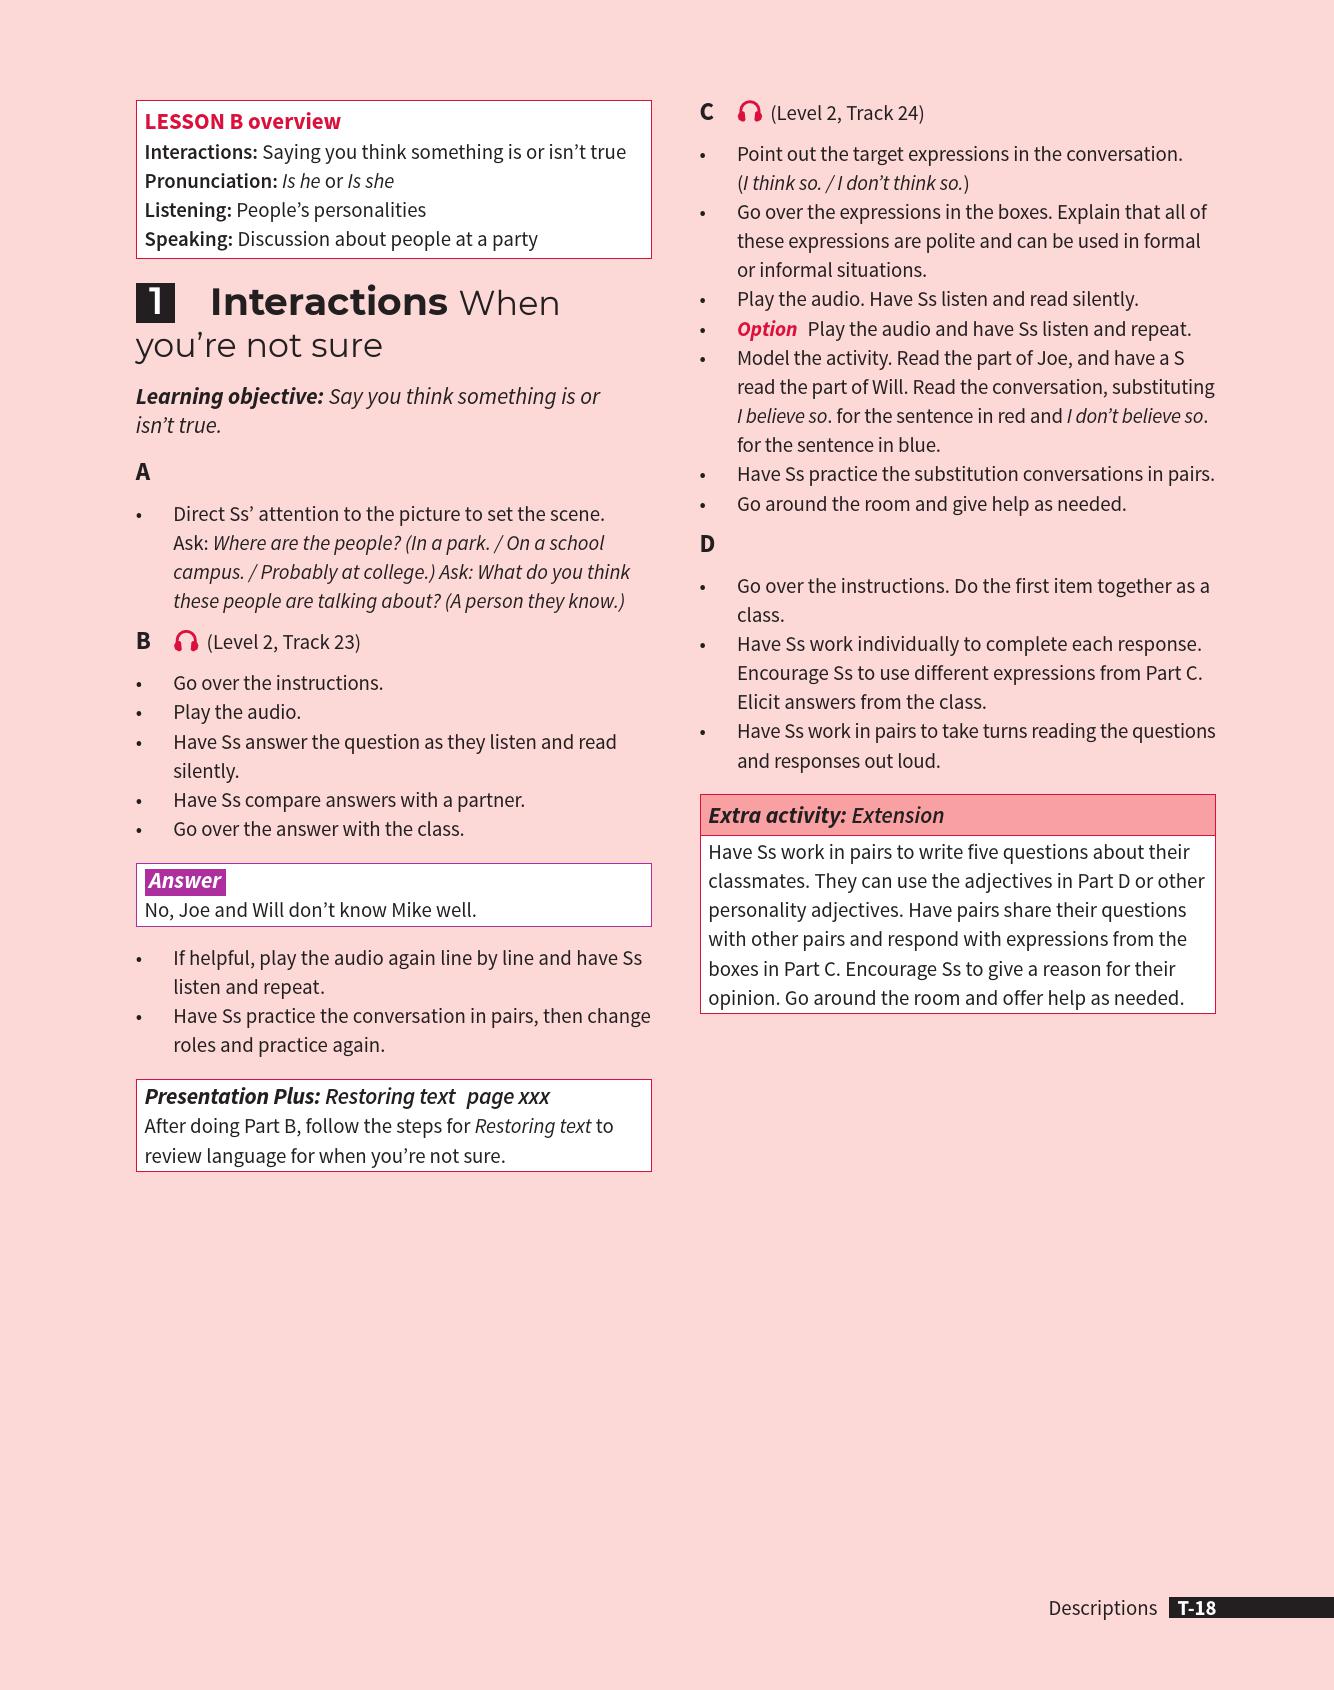 LESSON B overview
Interactions: Saying you think something is or isn’t true
Pronunciation: Is he or Is she
Listening: People’s personalities
Speaking: Discussion about people at a party
1 Interactions When
you’re not sure
Learning objective: Say you think something is or
isn’t true.
A
• Direct Ss’ attention to the picture to set the scene.
Ask: Where are the people? (In a park. / On a school
campus. / Probably at college.) Ask: What do you think
these people are talking about? (A person they know.)
B (Level 2, Track 23)
• Go over the instructions.
• Play the audio.
• Have Ss answer the question as they listen and read
silently.
• Have Ss compare answers with a partner.
• Go over the answer with the class.
Answer
No, Joe and Will don’t know Mike well.
• If helpful, play the audio again line by line and have Ss
listen and repeat.
• Have Ss practice the conversation in pairs, then change
roles and practice again.
Presentation Plus: Restoring text page xxx
After doing Part B, follow the steps for Restoring text to
review language for when you’re not sure.
C (Level 2, Track 24)
• Point out the target expressions in the conversation.
(I think so. / I don’t think so.)
• Go over the expressions in the boxes. Explain that all of
these expressions are polite and can be used in formal
or informal situations.
• Play the audio. Have Ss listen and read silently.
• Option Play the audio and have Ss listen and repeat.
• Model the activity. Read the part of Joe, and have a S
read the part of Will. Read the conversation, substituting
I believe so. for the sentence in red and I don’t believe so.
for the sentence in blue.
• Have Ss practice the substitution conversations in pairs.
• Go around the room and give help as needed.
D
• Go over the instructions. Do the first item together as a
class.
• Have Ss work individually to complete each response.
Encourage Ss to use different expressions from Part C.
Elicit answers from the class.
• Have Ss work in pairs to take turns reading the questions
and responses out loud.
Extra activity: Extension
Have Ss work in pairs to write five questions about their
classmates. They can use the adjectives in Part D or other
personality adjectives. Have pairs share their questions
with other pairs and respond with expressions from the
boxes in Part C. Encourage Ss to give a reason for their
opinion. Go around the room and offer help as needed.
Descriptions T-18